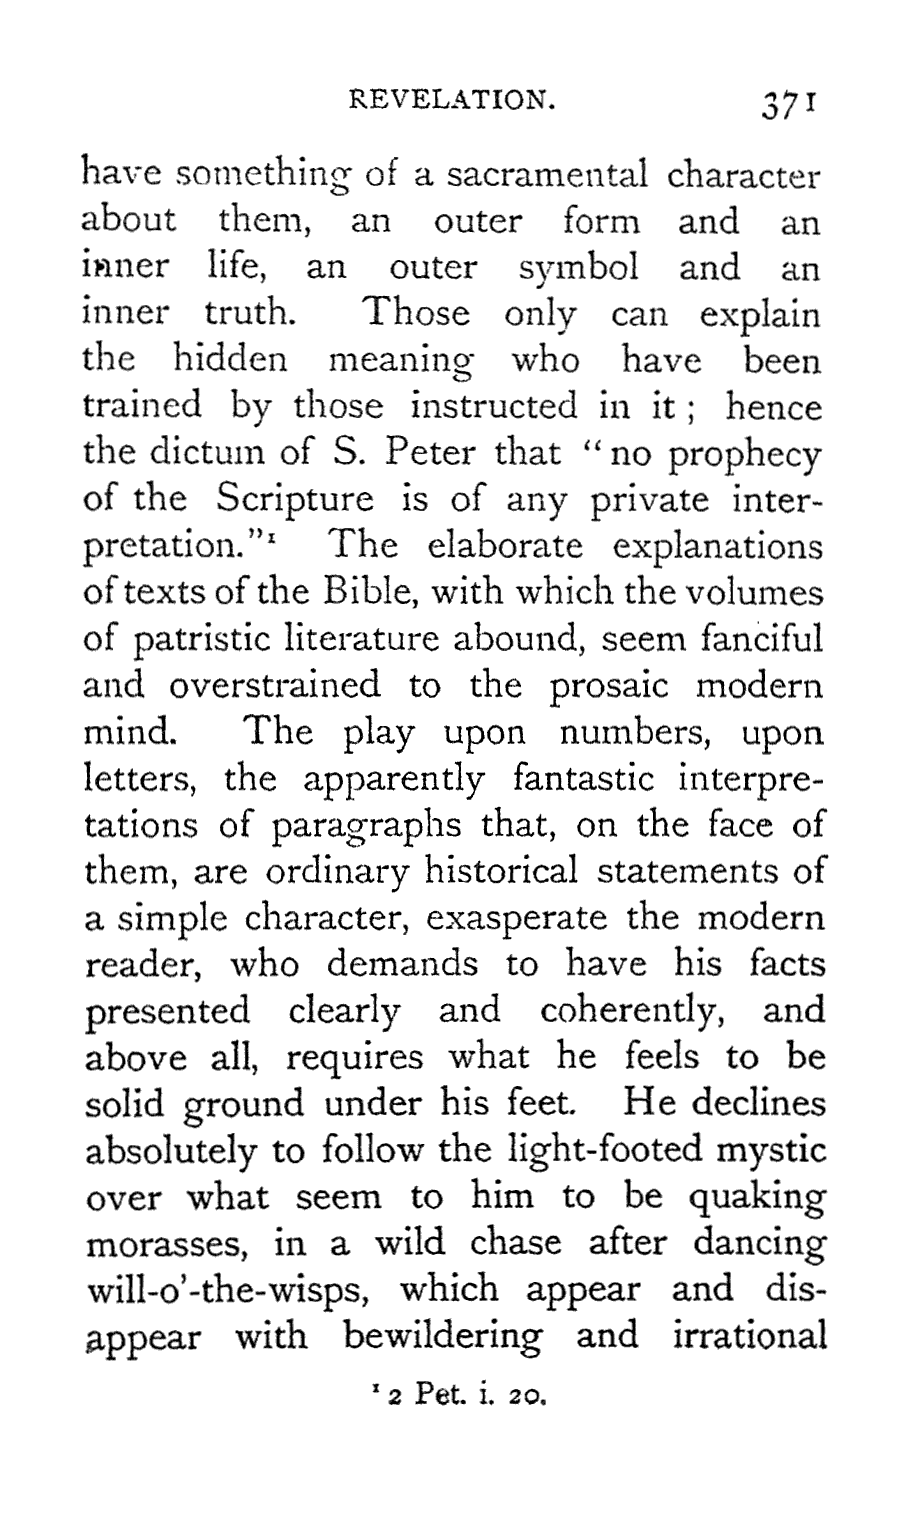 REVELATION. 371
have something of a sacramental character
about them, an outer form and an
inner life, an outer symbol and an
inner truth. Those only can explain
the hidden meaning who have been
trained by those instructed in it ; hence
the dictum of S. Peter that “ no prophecy
of the Scripture is of any private inter-
pretation.”¹ The elaborate explanations
of texts of the Bible, with which the volumes
of patristic literature abound, seem fanciful
and overstrained to the prosaic modern
mind. The play upon numbers, upon
letters, the apparently fantastic interpre-
tations of paragraphs that, on the face of
them, are ordinary historical statements of
a simple character, exasperate the modern
reader, who demands to have his facts
presented clearly and coherently, and
above all, requires what he feels to be
solid ground under his feet. He declines
absolutely to follow the light-footed mystic
over what seem to him to be quaking
morasses, in a wild chase after dancing
will-o’-the-wisps, which appear and dis-
appear with bewildering and irrational
¹ 2 Pet. i. 20.